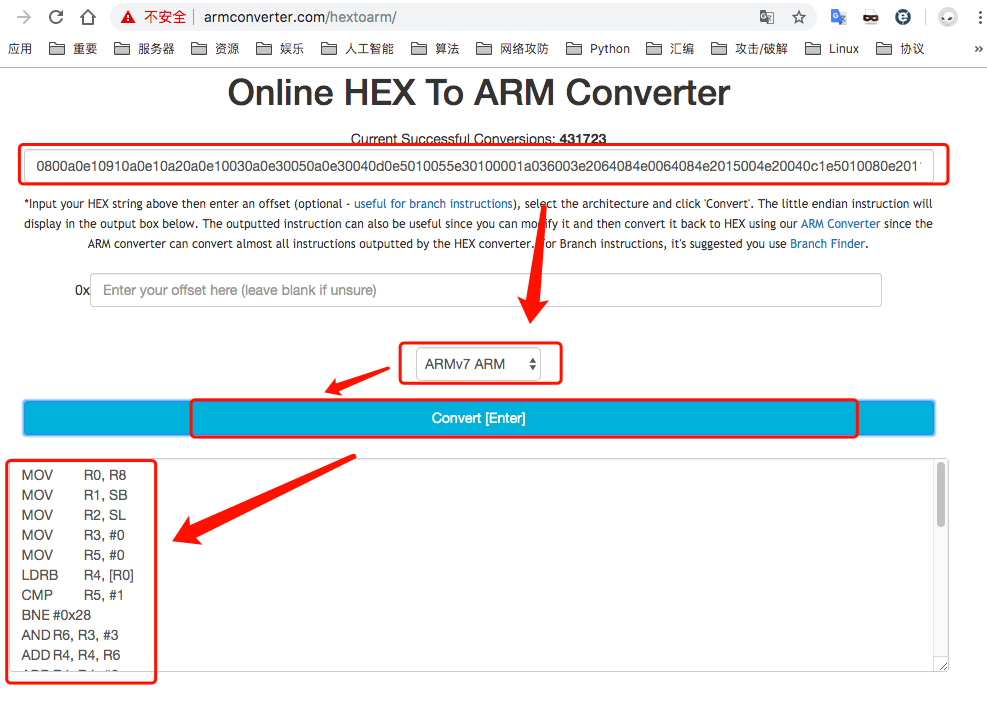 不安全 armconverter.com/hextoarm/
应用 重要 服务器 资源 娱乐 人工智能 算法 网络攻防 Python 汇编 攻击/破解 Linux 协议 »
Online HEX To ARM Converter
Current Successful Conversions: 431723
0800a0e10910a0e10a20a0e10030a0e30050a0e30040d0e5010055e30100001a036003e2064084e0064084e2015004e20040c1e5010080e201
*Input your HEX string above then enter an offset (optional - useful for branch instructions), select the architecture and click 'Convert'. The little endian instruction will
display in the output box below. The outputted instruction can also be useful since you can modify it and then convert it back to HEX using our ARM Converter since the
ARM converter can convert almost all instructions outputted by the HEX converter. For Branch instructions, it's suggested you use Branch Finder.
0x Enter your offset here (leave blank if unsure)
ARMv7 ARM
Convert [Enter]
MOV R0, R8
MOV R1, SB
MOV R2, SL
MOV R3, #0
MOV R5, #0
LDRB R4, [R0]
CMP R5, #1
BNE #0x28
AND R6, R3, #3
ADD R4, R4, R6